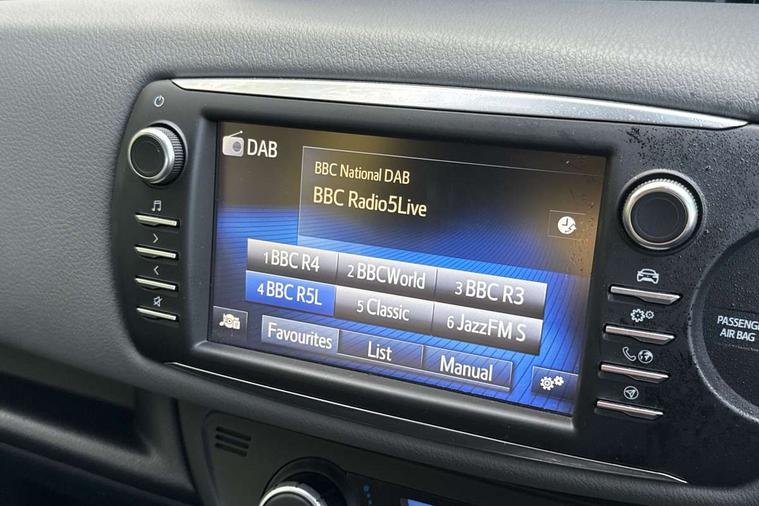 DAB
BBC National DAB
BBC Radio5Live
1 BBC R4
2 BBCWorld
3 BBC R3
4 BBC R5L
5 Classic
6 JazzFM S
Favourites
List
Manual
PASSENGE
AIR BAG